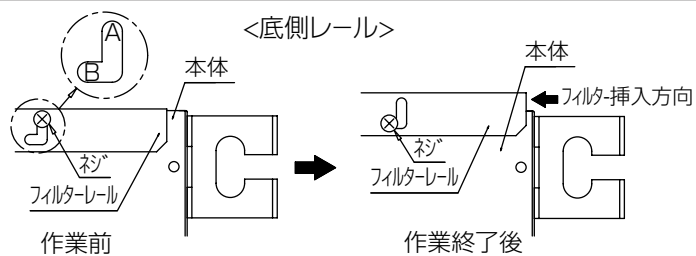 <底側レール>
A
B
本体
ネジ
フィルターレール
作業前
本体
フィルター挿入方向
ネジ
フィルターレール
作業終了後